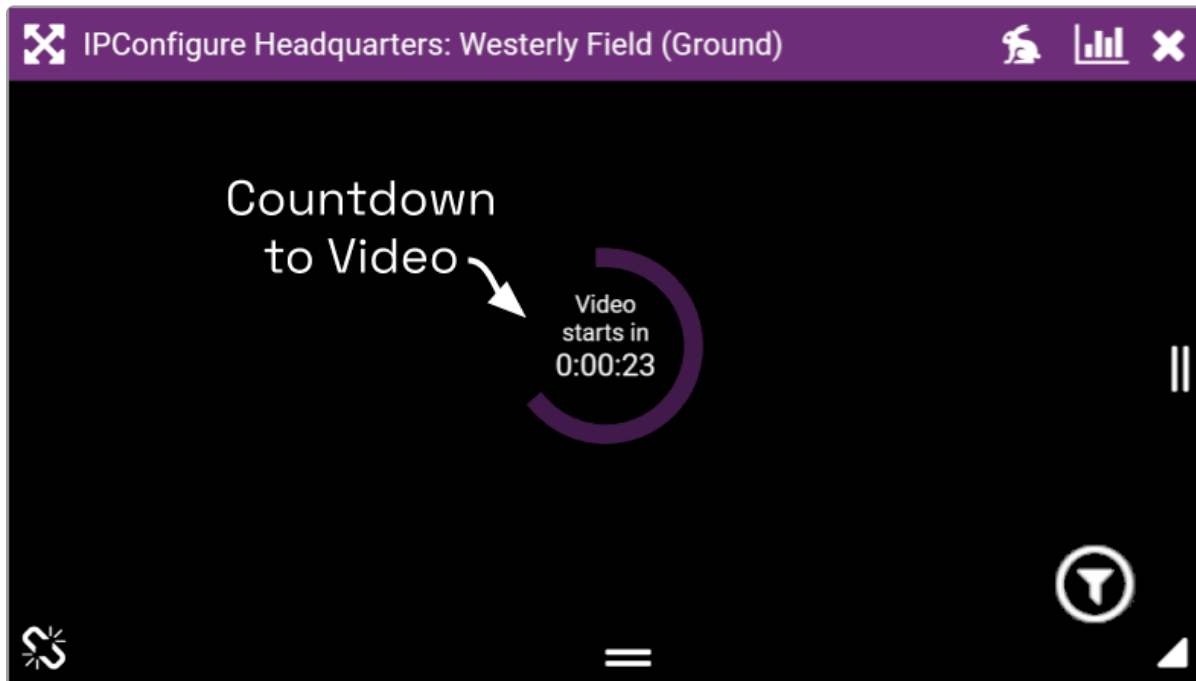 IPConfigure Headquarters: Westerly Field (Ground)
Countdown
to Video
Video
starts in
0:00:23